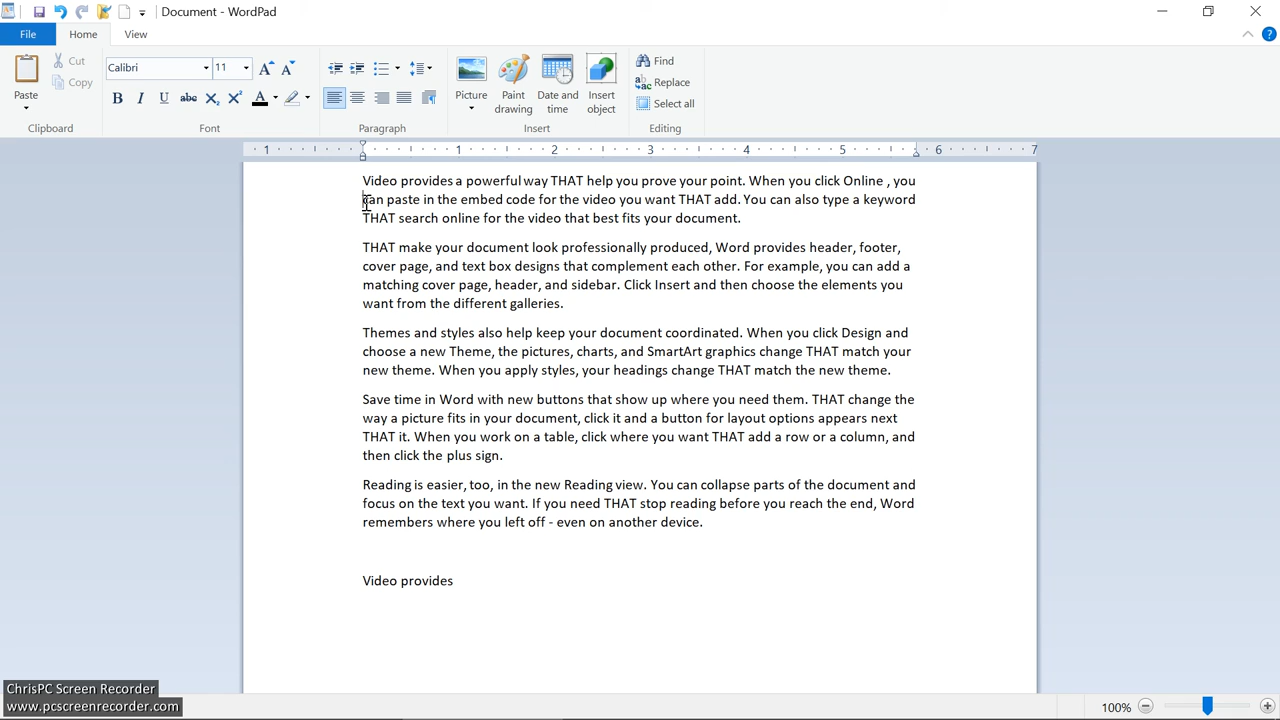 Document - WordPad
File Home View
Paste Cut Copy Clipboard
Calibri 11 Font
Paragraph
Picture Paint drawing Date and time Insert object Insert
Find Replace Select all Editing
1 1 2 3 4 5 6 7
Video provides a powerful way THAT help you prove your point. When you click Online , you
can paste in the embed code for the video you want THAT add. You can also type a keyword
THAT search online for the video that best fits your document.
THAT make your document look professionally produced, Word provides header, footer,
cover page, and text box designs that complement each other. For example, you can add a
matching cover page, header, and sidebar. Click Insert and then choose the elements you
want from the different galleries.
Themes and styles also help keep your document coordinated. When you click Design and
choose a new Theme, the pictures, charts, and SmartArt graphics change THAT match your
new theme. When you apply styles, your headings change THAT match the new theme.
Save time in Word with new buttons that show up where you need them. THAT change the
way a picture fits in your document, click it and a button for layout options appears next
THAT it. When you work on a table, click where you want THAT add a row or a column, and
then click the plus sign.
Reading is easier, too, in the new Reading view. You can collapse parts of the document and
focus on the text you want. If you need THAT stop reading before you reach the end, Word
remembers where you left off - even on another device.
Video provides
ChrisPC Screen Recorder
www.pcscreenrecorder.com
100%